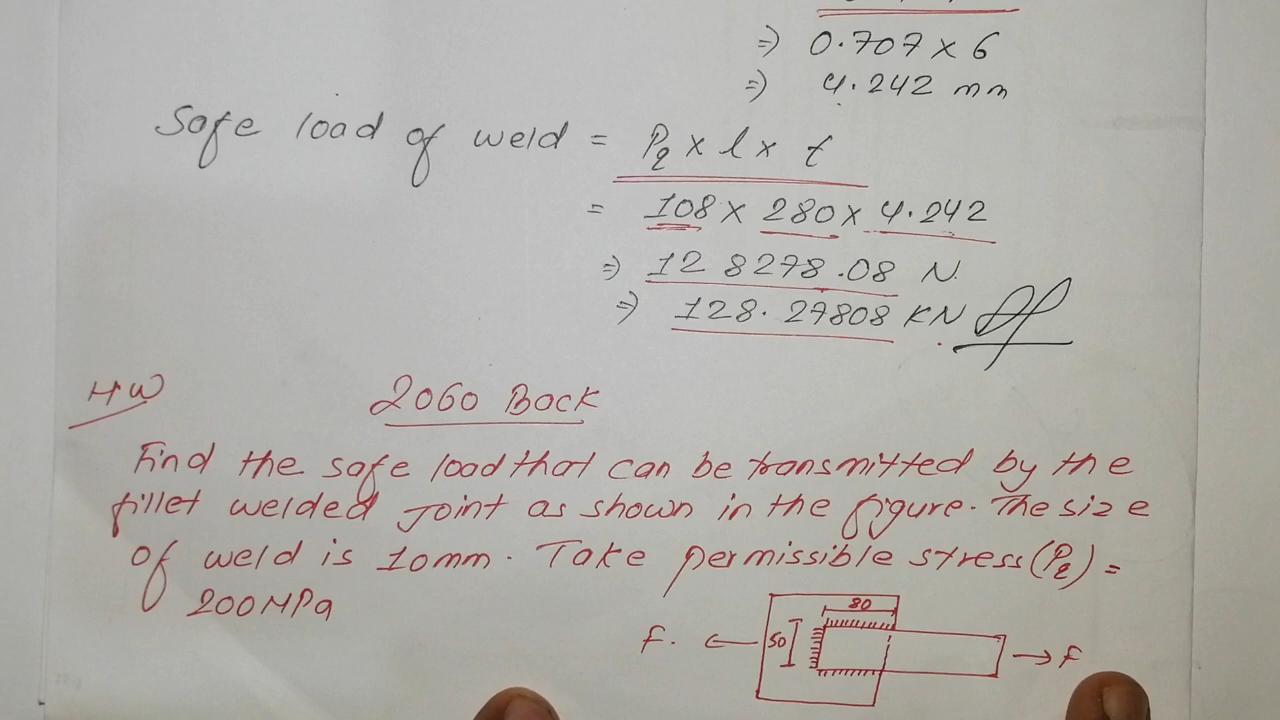 =) 0.707 x 6
=) 4.242 mm
Safe load of weld = Pq x l x t
= 108 x 280 x 4.242
=) 128278.08 N.
=) 128.27808 KN
HW
2060 Back
Find the safe load that can be transmitted by the
fillet welded Joint as shown in the figure. The size
of weld is 10mm. Take permissible stress (Pq) =
200MPa
80
F.
50
F